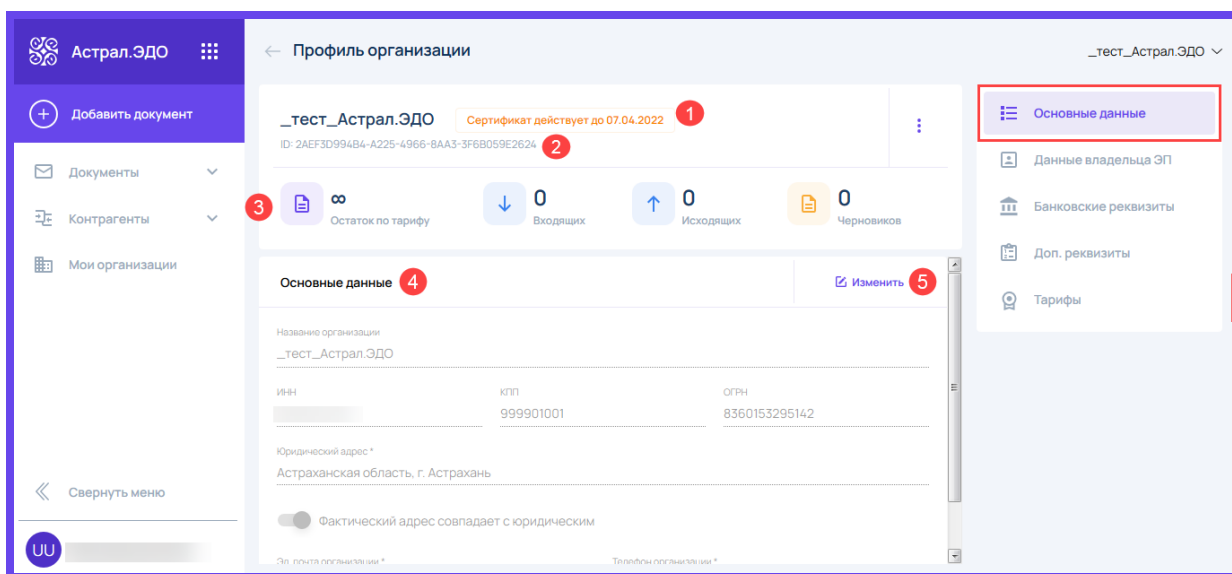 Астрал.ЭДО
Добавить документ
Документы
Контрагенты
Мои организации
Свернуть меню
UU
Профиль организации
_тест_Астрал.ЭДО
_тест_Астрал.ЭДО Сертификат действует до 07.04.2022 1
ID: 2AEF3D994B4-A225-4966-8AA3-3F6B059E2624 2
3
∞ 0 0 0
Остаток по тарифу Входящих Исходящих Черновиков
Основные данные 4 Изменить 5
Название организации
_тест_Астрал.ЭДО
ИНН КПП ОГРН
999901001 8360153295142
Юридический адрес *
Астраханская область, г. Астрахань
Фактический адрес совпадает с юридическим
Эл. почта организации * Телефон организации *
Основные данные
Данные владельца ЭП
Банковские реквизиты
Доп. реквизиты
Тарифы